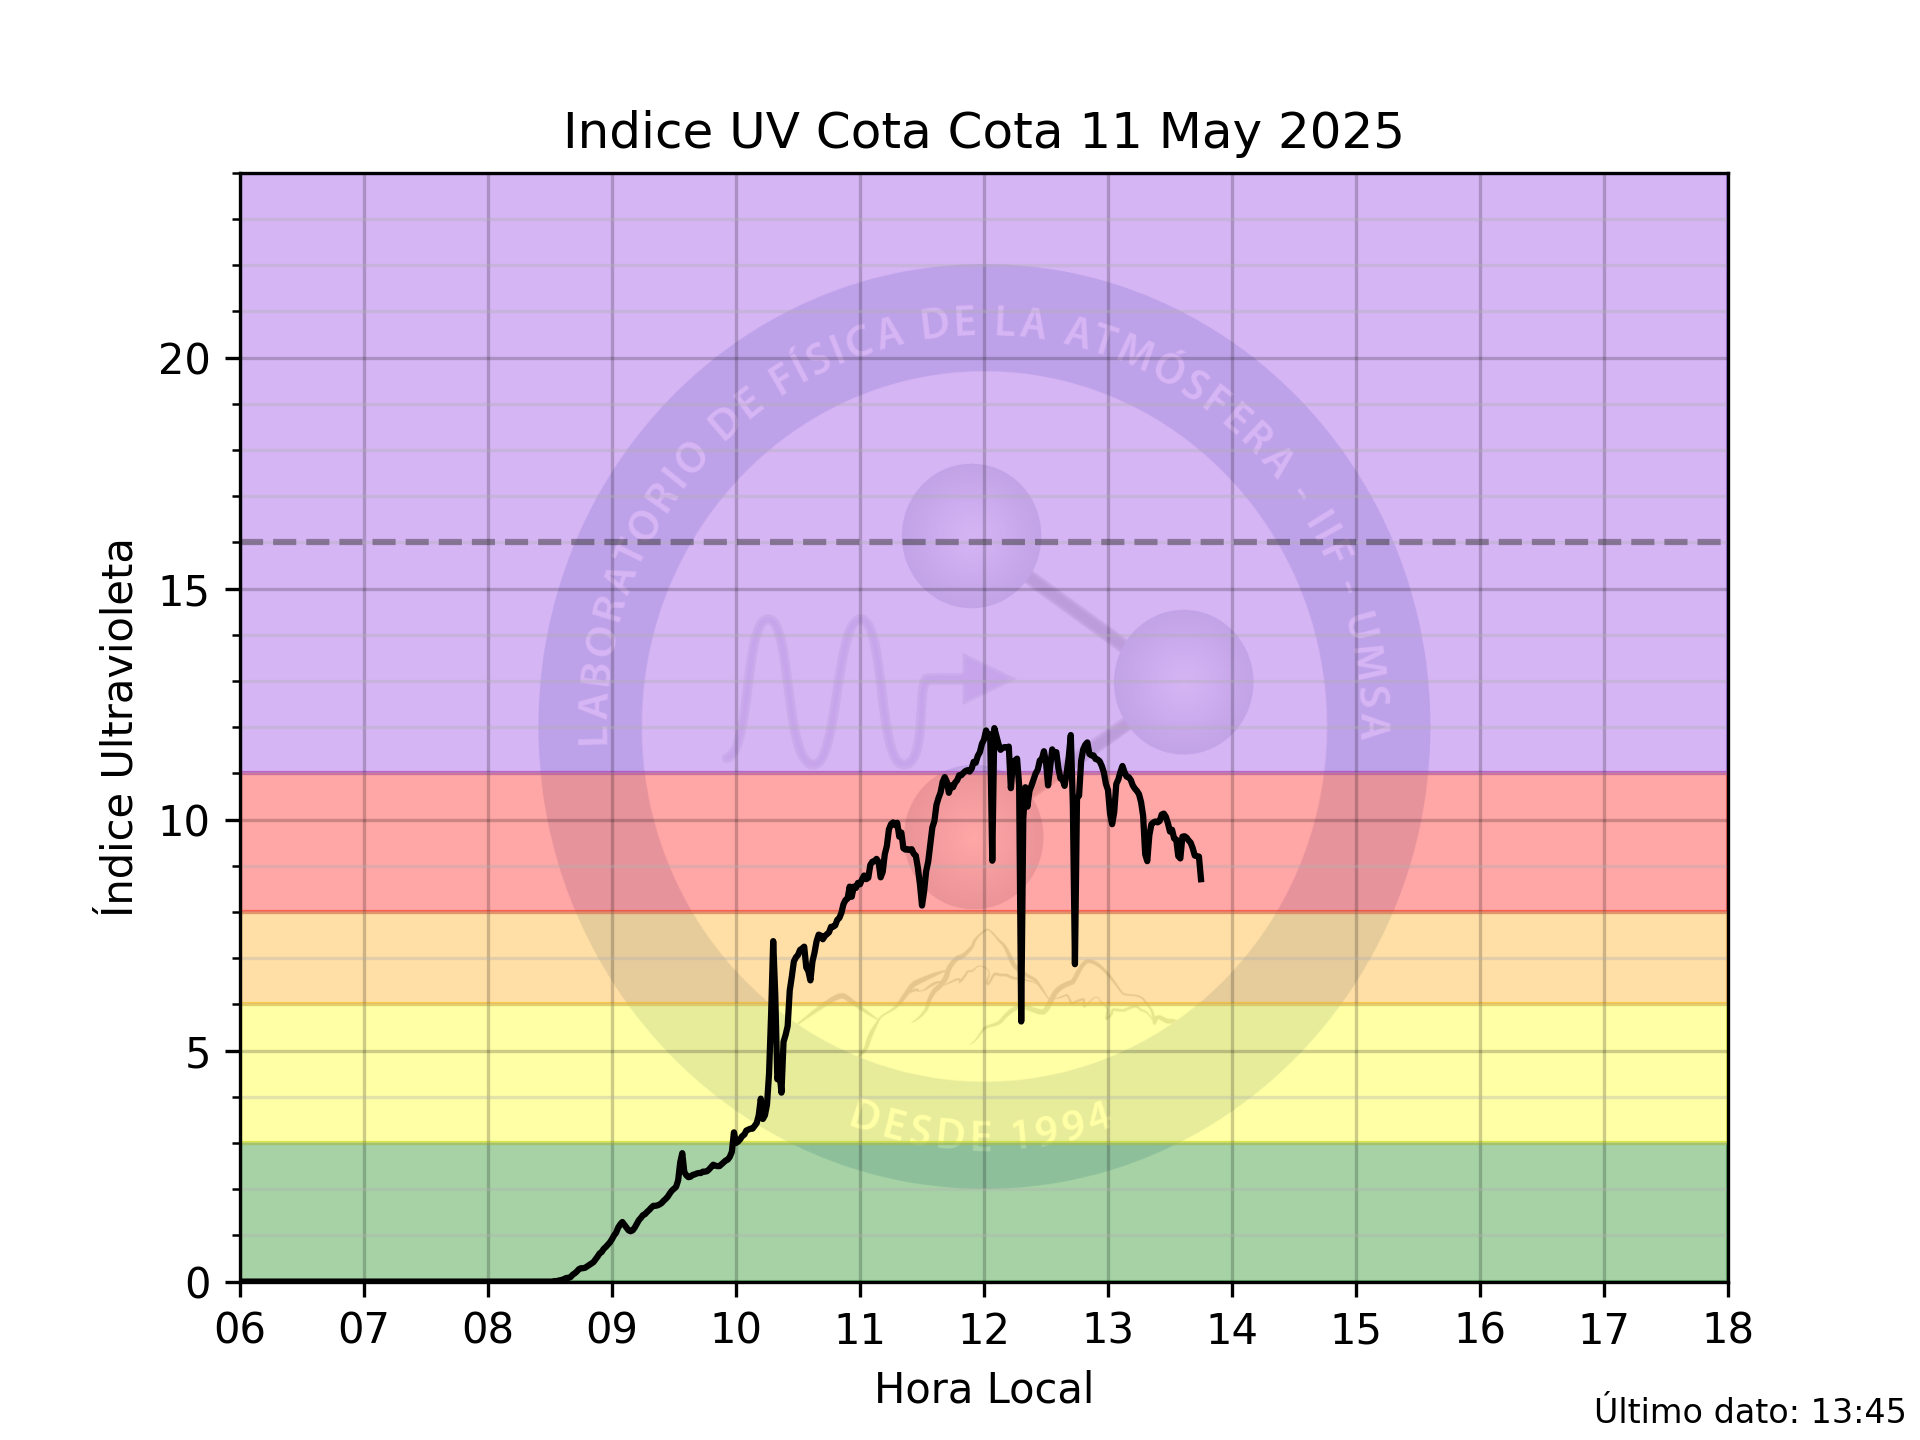 Indice UV Cota Cota 11 May 2025
LABORATORIO DE FÍSICA DE LA ATMÓSFERA - IIF - UMSA
DESDE 1994
Índice Ultravioleta
20
15
10
5
0
06 07 08 09 10 11 12 13 14 15 16 17 18
Hora Local
Último dato: 13:45